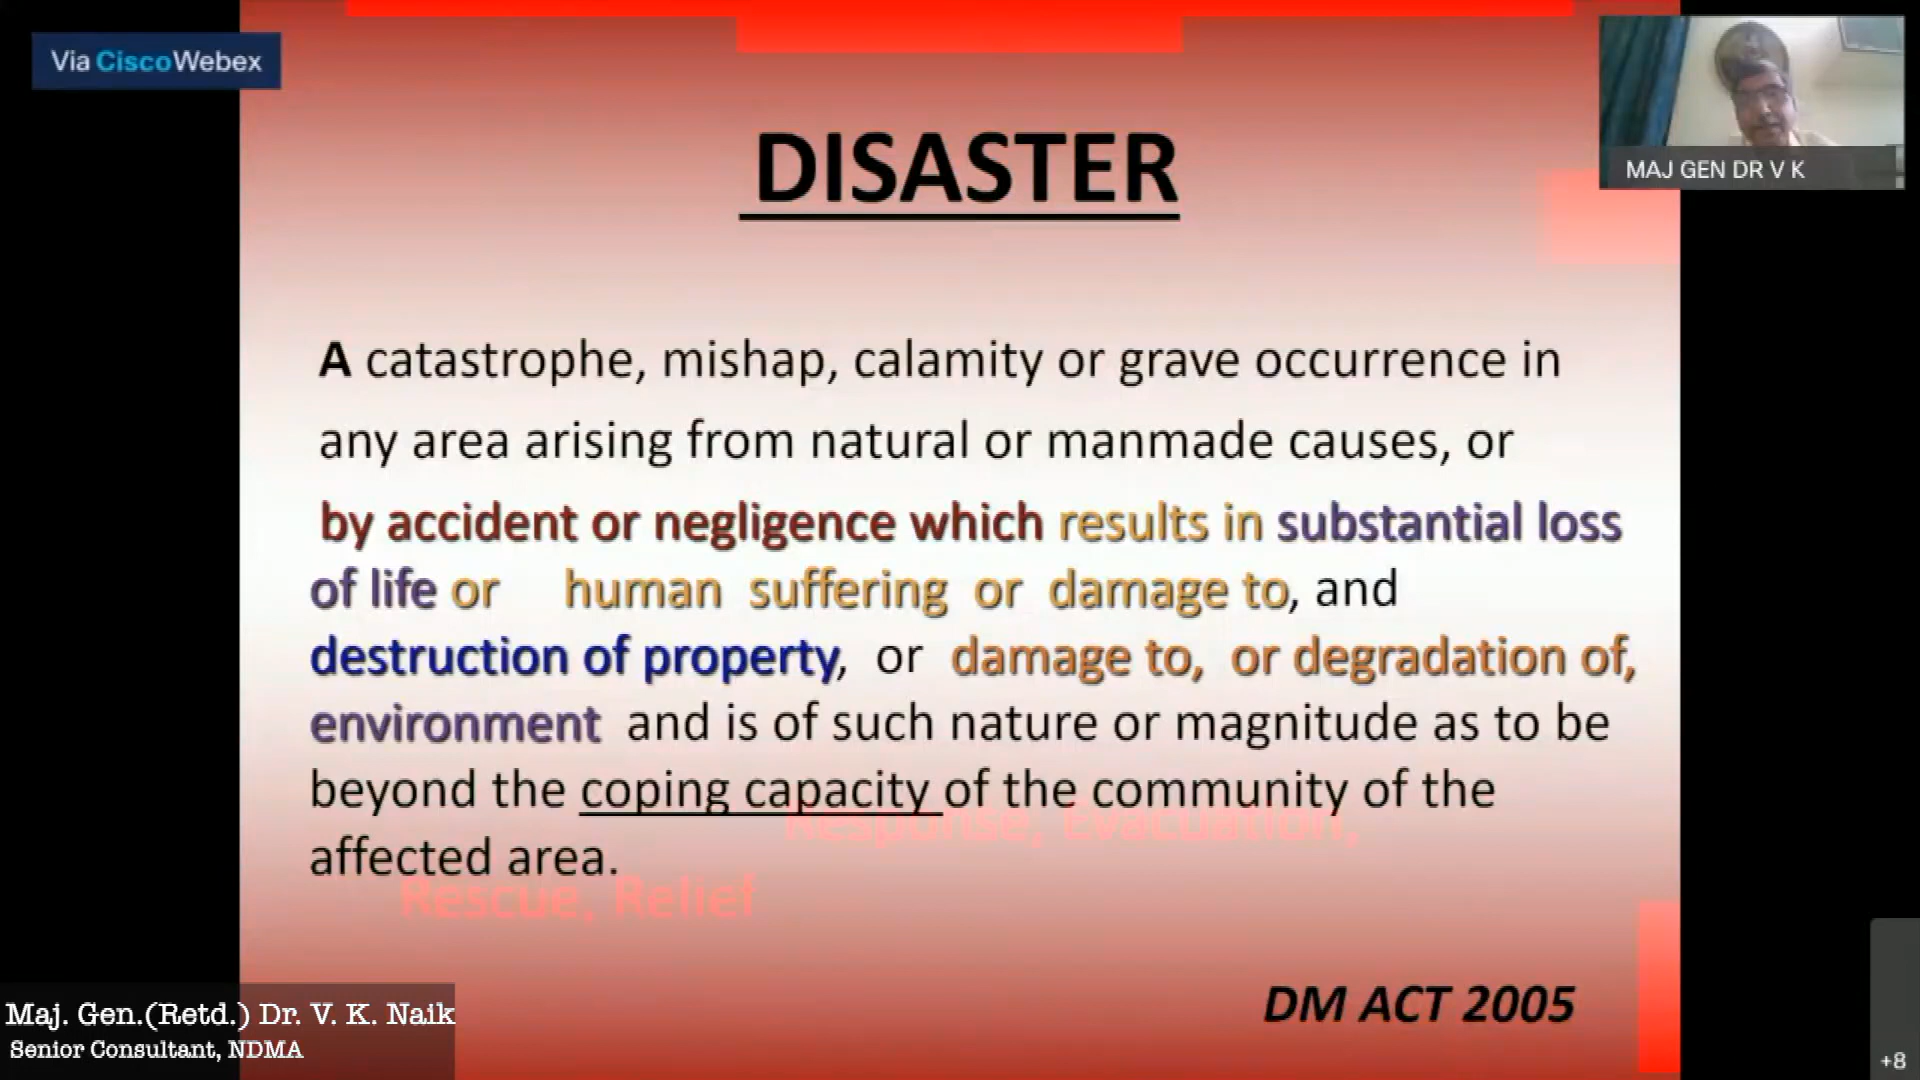 Via CiscoWebex
MAJ GEN DR V K
DISASTER
A catastrophe, mishap, calamity or grave occurrence in
any area arising from natural or manmade causes, or
by accident or negligence which results in substantial loss
of life or human suffering or damage to, and
destruction of property, or damage to, or degradation of,
environment and is of such nature or magnitude as to be
beyond the coping capacity of the community of the
Response, Evacuation,
affected area.
Rescue, Relief
DM ACT 2005
Maj. Gen.(Retd.) Dr. V. K. Naik
Senior Consultant, NDMA
+8